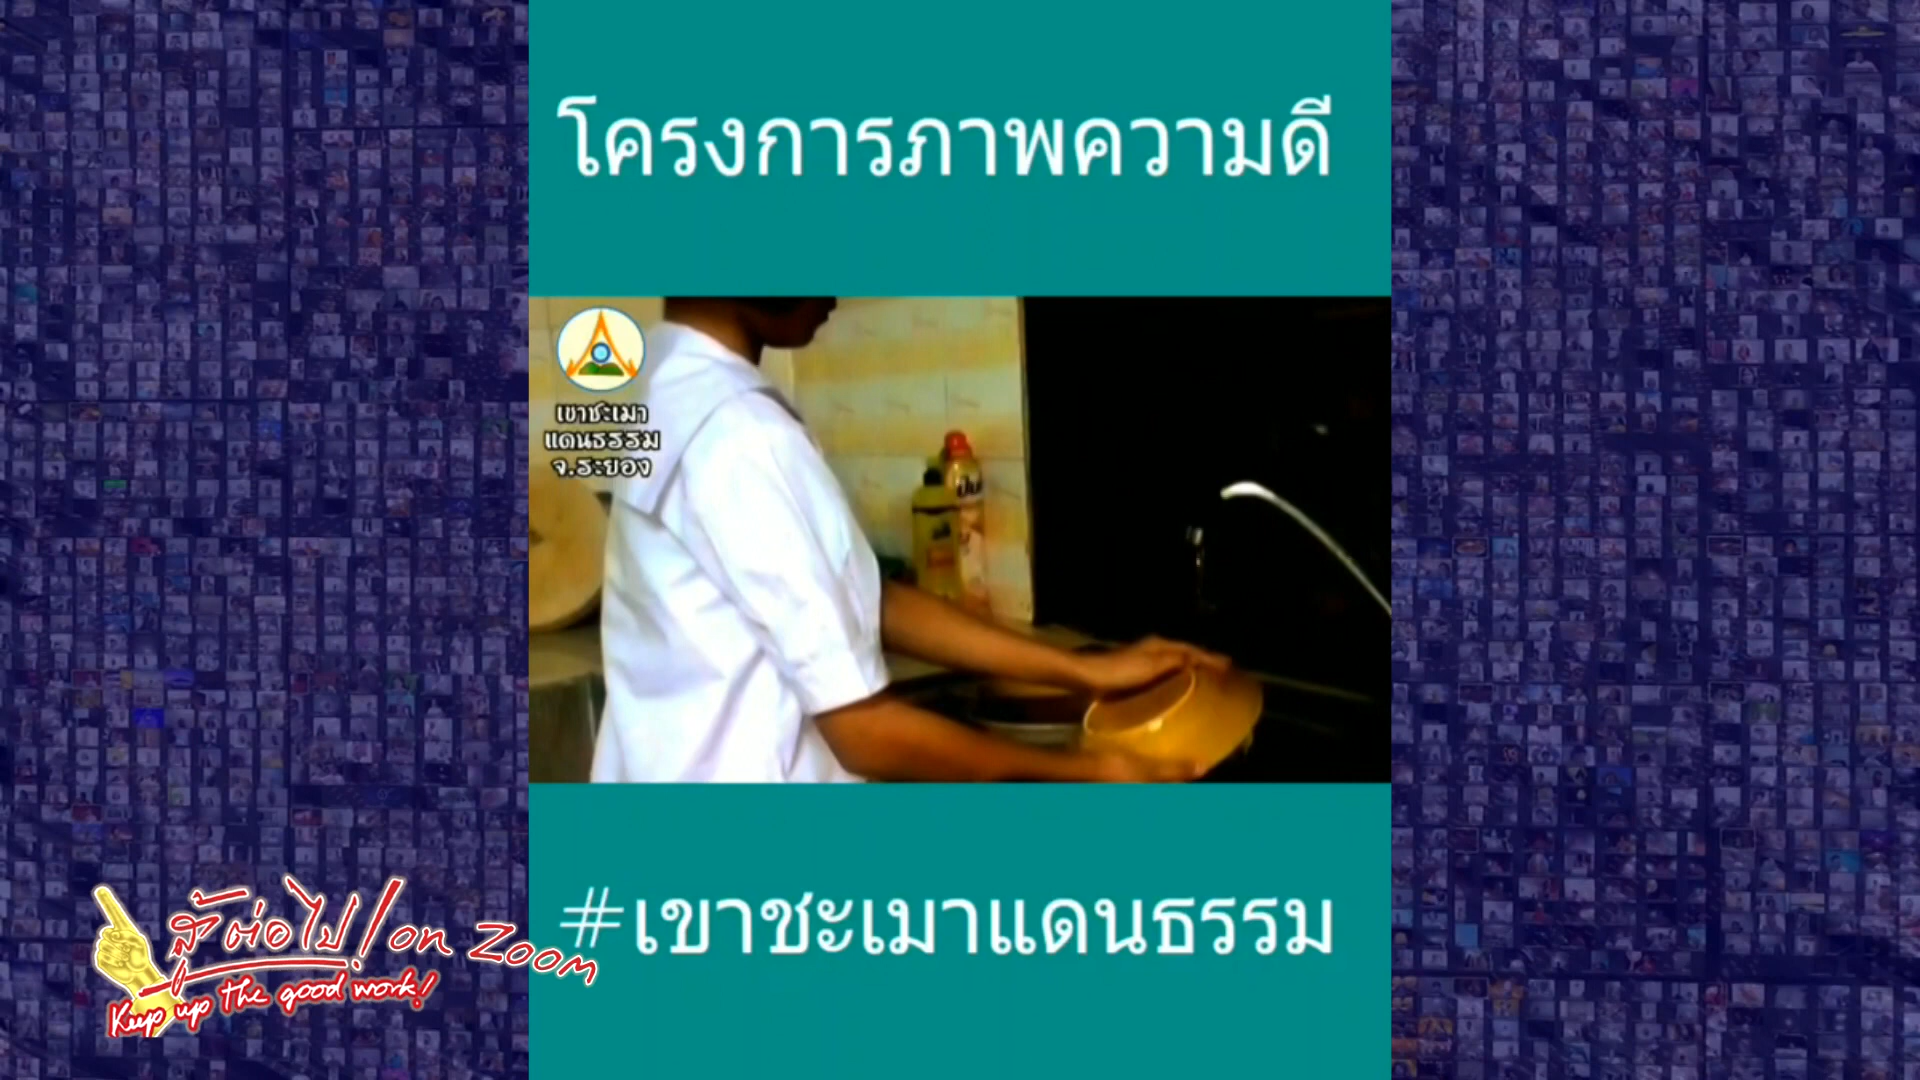 โครงการภาพความดี
เขาชะเมา
แดนธรรม
จ.ระยอง
#เขาชะเมาแดนธรรม
สู้ต่อไป! on Zoom
Keep up the good work!